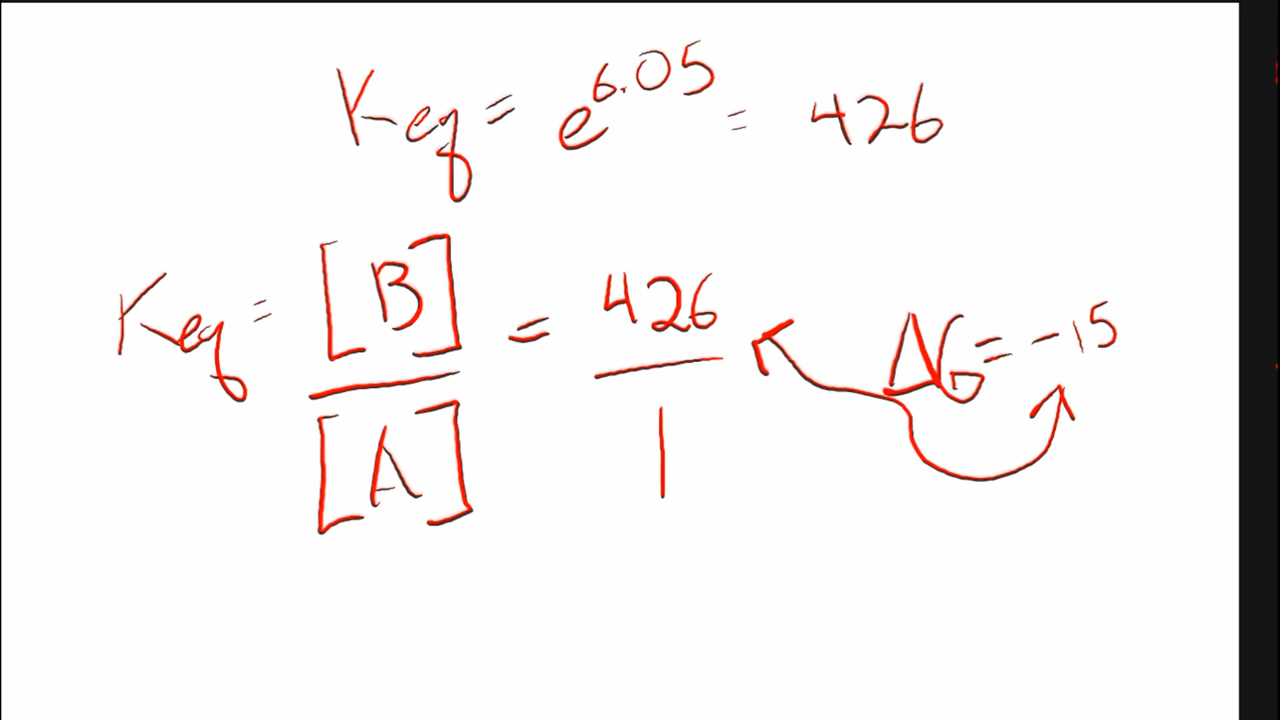 Keq = e^6.05 = 426
Keq = [B]/[A] = 426/1 ΔG = -15